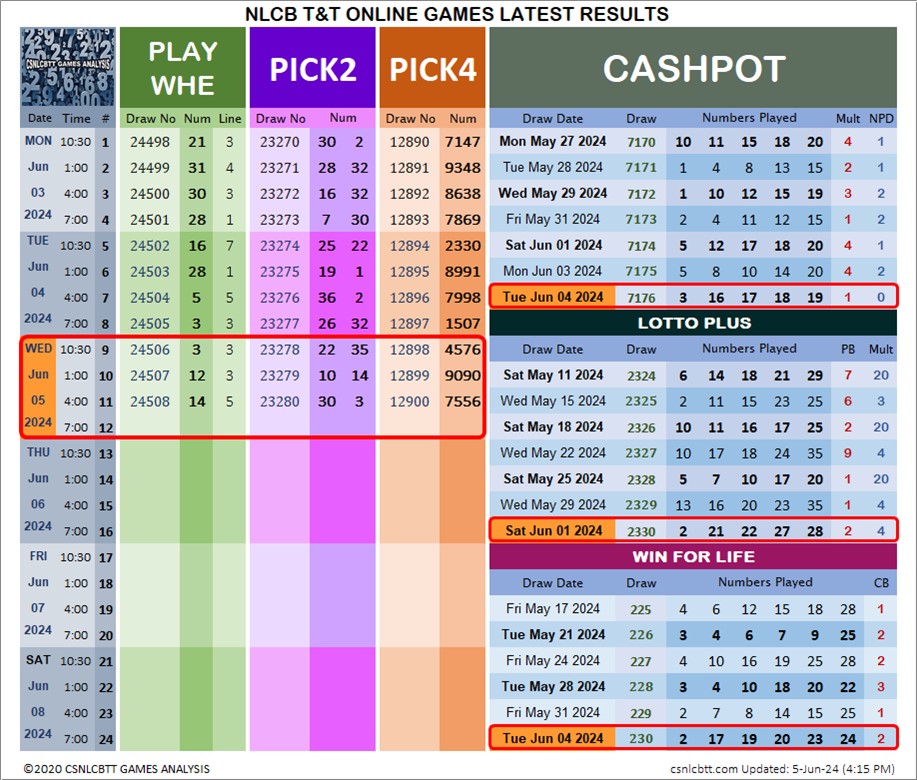 NLCB T&T ONLINE GAMES LATEST RESULTS
CSNLCBTT GAMES ANALYSIS
PLAY WHE PICK2 PICK4 CASHPOT
Date Time # Draw No Num Line Draw No Num Draw No Num
MON 10:30 1 24498 21 3 23270 30 2 12890 7147
Jun 1:00 2 24499 31 4 23271 28 32 12891 9348
03 4:00 3 24500 30 3 23272 16 32 12892 8638
2024 7:00 4 24501 28 1 23273 7 30 12893 7869
TUE 10:30 5 24502 16 7 23274 25 22 12894 2330
Jun 1:00 6 24503 28 1 23275 19 1 12895 8991
04 4:00 7 24504 5 5 23276 36 2 12896 7998
2024 7:00 8 24505 3 3 23277 26 32 12897 1507
WED 10:30 9 24506 3 3 23278 22 35 12898 4576
Jun 1:00 10 24507 12 3 23279 10 14 12899 9090
05 4:00 11 24508 14 5 23280 30 3 12900 7556
2024 7:00 12
THU 10:30 13
Jun 1:00 14
06 4:00 15
2024 7:00 16
FRI 10:30 17
Jun 1:00 18
07 4:00 19
2024 7:00 20
SAT 10:30 21
Jun 1:00 22
08 4:00 23
2024 7:00 24
Draw Date Draw Numbers Played Mult NPD
Mon May 27 2024 7170 10 11 15 18 20 4 1
Tue May 28 2024 7171 1 4 8 13 15 2 1
Wed May 29 2024 7172 1 10 12 15 19 3 2
Fri May 31 2024 7173 2 4 11 12 15 1 2
Sat Jun 01 2024 7174 5 12 17 18 20 4 1
Mon Jun 03 2024 7175 5 8 10 14 20 4 2
Tue Jun 04 2024 7176 3 16 17 18 19 1 0
LOTTO PLUS
Draw Date Draw Numbers Played PB Mult
Sat May 11 2024 2324 6 14 18 21 29 7 20
Wed May 15 2024 2325 2 11 15 23 25 6 3
Sat May 18 2024 2326 10 11 16 17 25 2 20
Wed May 22 2024 2327 10 17 18 24 35 9 4
Sat May 25 2024 2328 5 7 10 17 20 1 20
Wed May 29 2024 2329 13 16 20 23 35 1 4
Sat Jun 01 2024 2330 2 21 22 27 28 2 4
WIN FOR LIFE
Draw Date Draw Numbers Played CB
Fri May 17 2024 225 4 6 12 15 18 28 1
Tue May 21 2024 226 3 4 6 7 9 25 2
Fri May 24 2024 227 4 10 16 19 25 28 2
Tue May 28 2024 228 3 4 10 18 20 22 3
Fri May 31 2024 229 2 7 8 14 15 25 1
Tue Jun 04 2024 230 2 17 19 20 23 24 2
©2020 CSNLCBTT GAMES ANALYSIS
csnlcbtt.com Updated: 5-Jun-24 (4:15 PM)